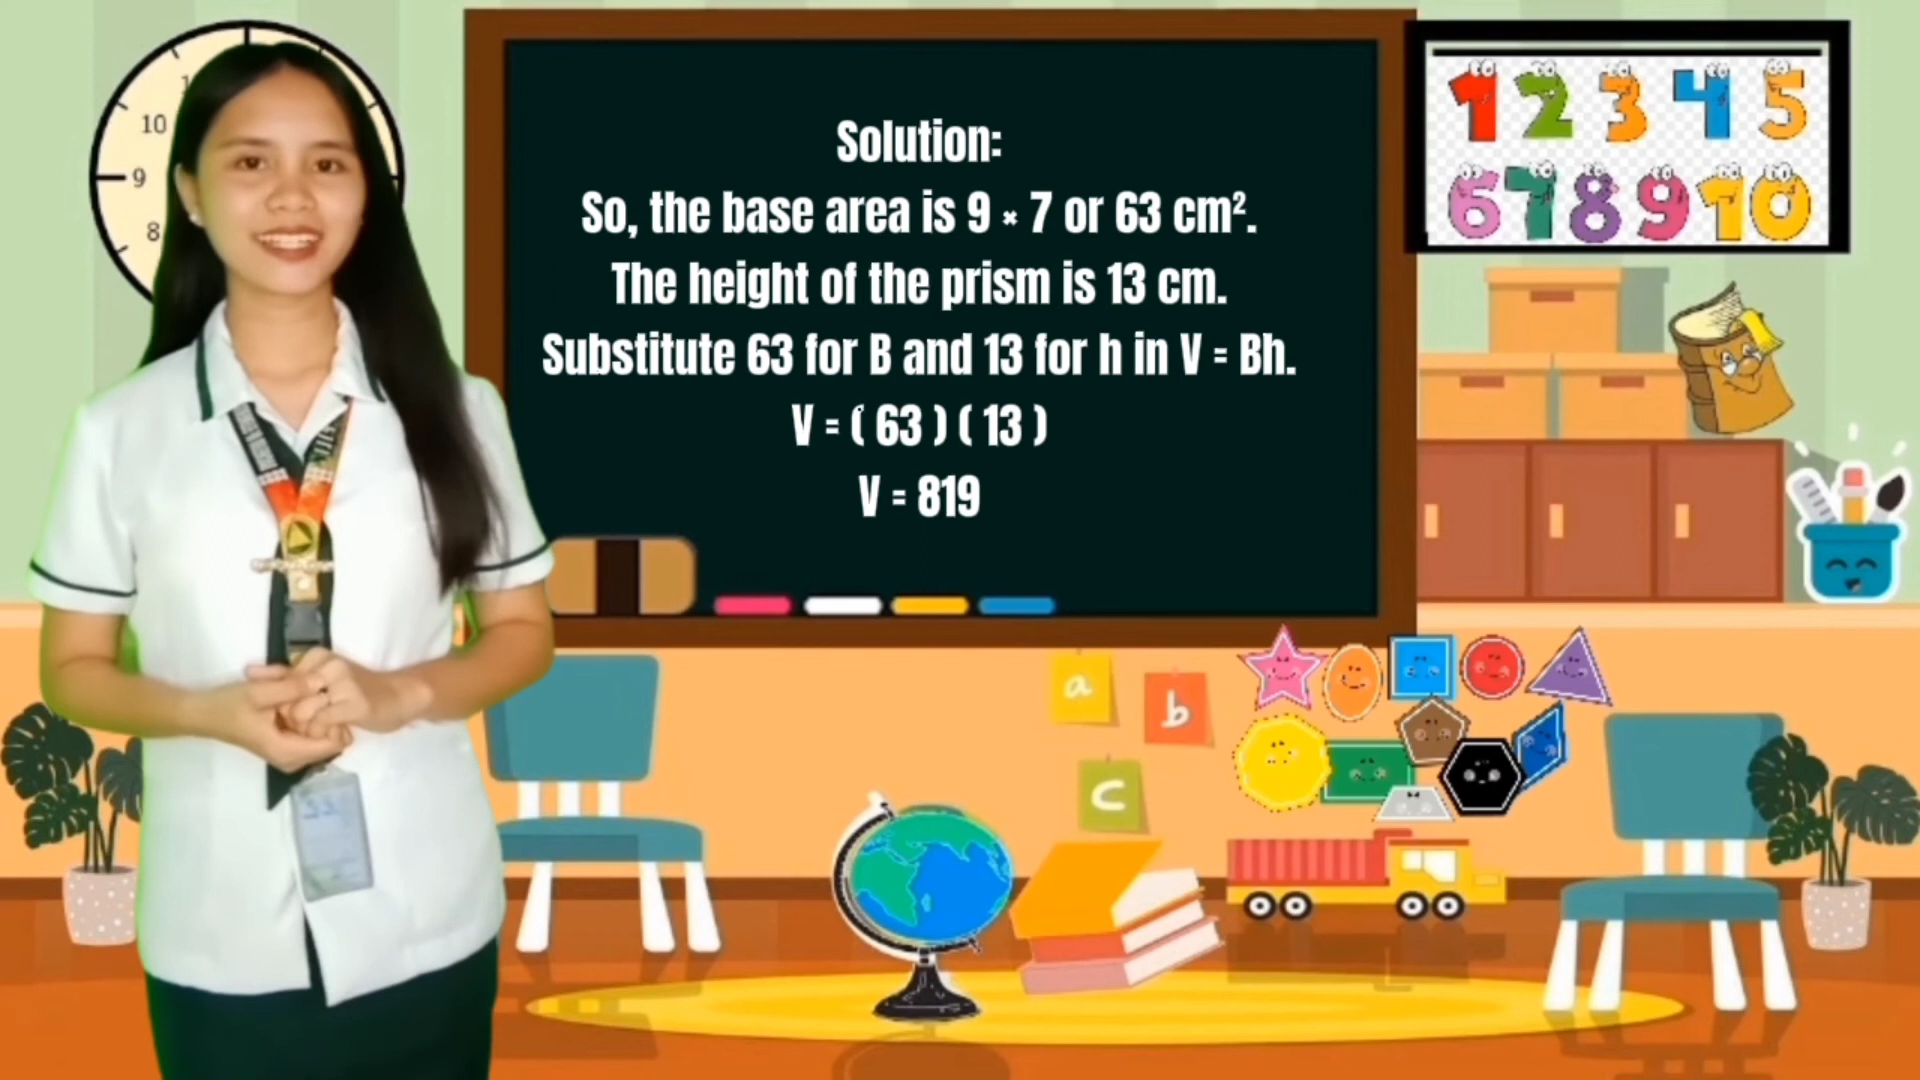 Solution:
So, the base area is 9 × 7 or 63 cm².
The height of the prism is 13 cm.
Substitute 63 for B and 13 for h in V = Bh.
V = ( 63 ) ( 13 )
V = 819
10
9
8
1 2 3 4 5
6 7 8 9 10
a
b
c